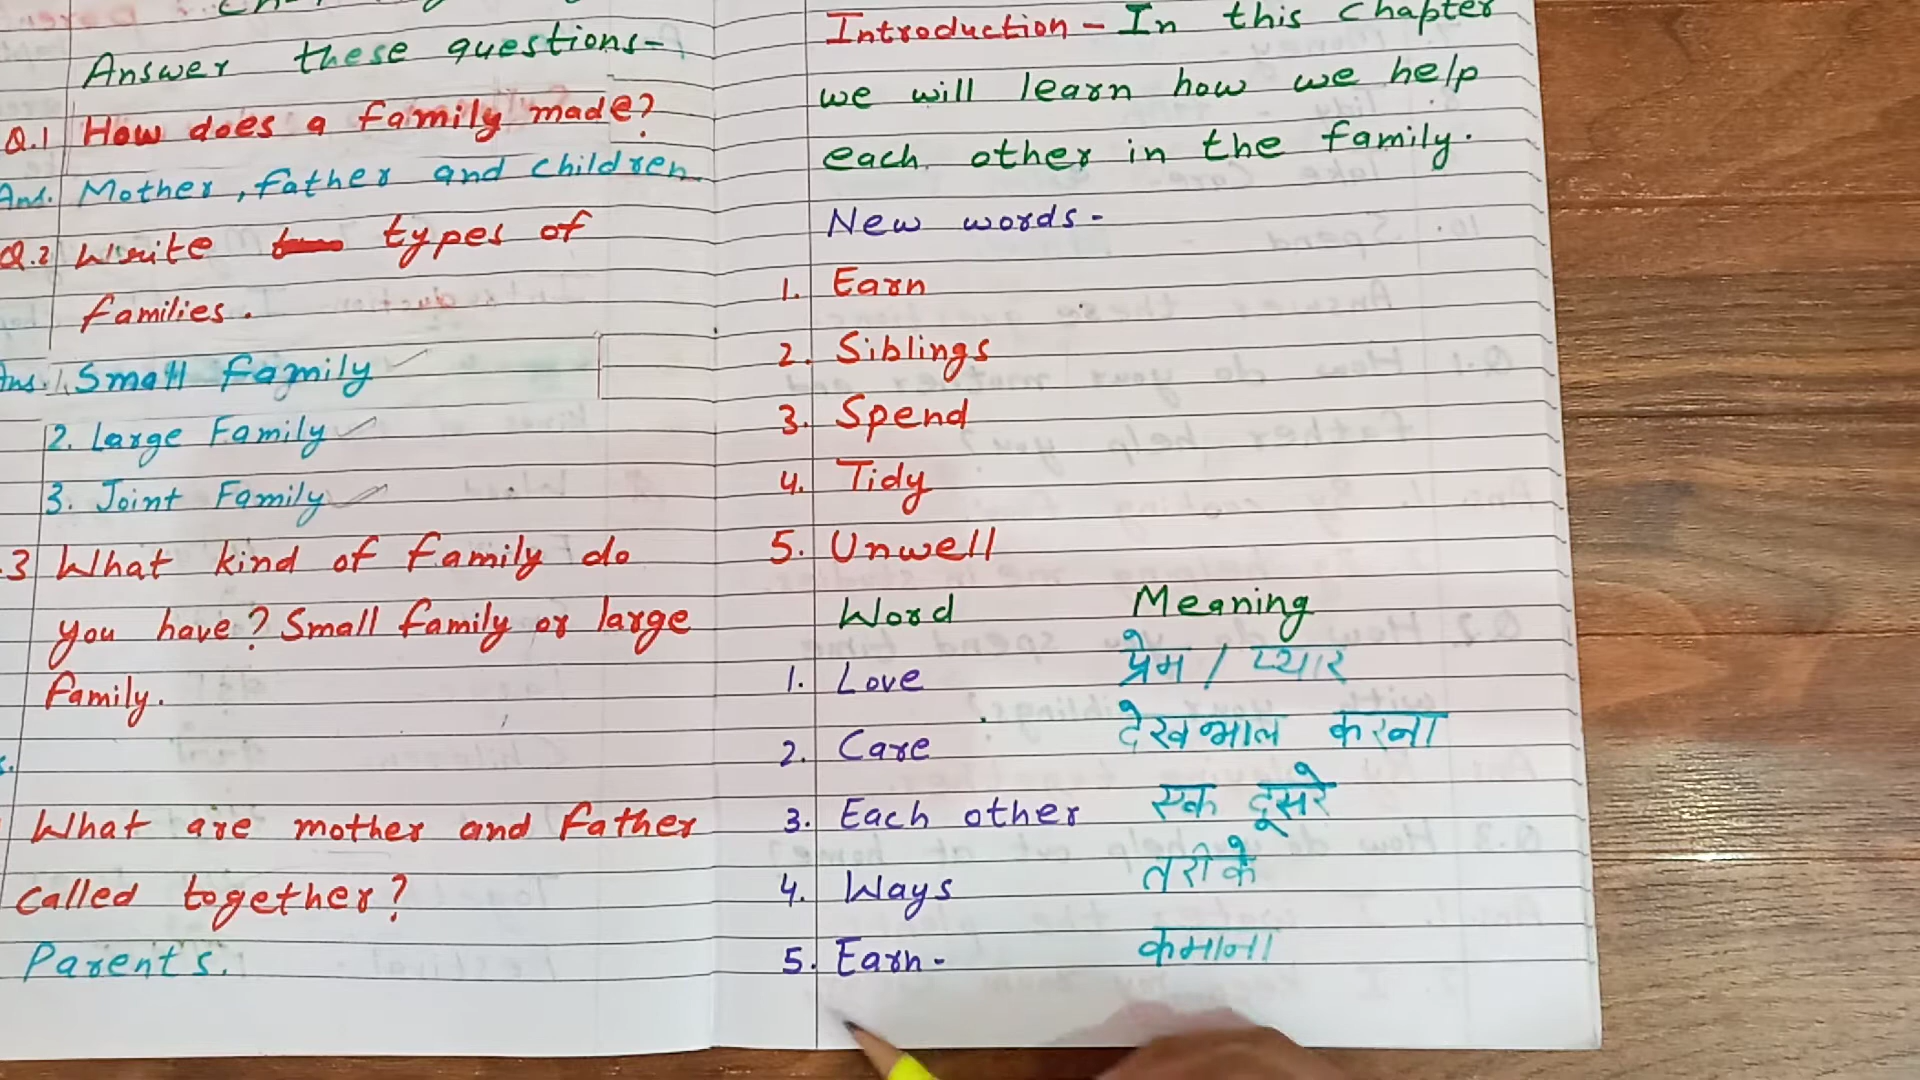 Answer these questions-
Q.1 How does a family made?
Ans. Mother, father and children.
Q.2 Write types of
families.
Ans. 1. Small family
2. Large Family
3. Joint Family
.3 What kind of family do
you have? Small family or large
family.
s.
What are mother and father
called together?
Parents.
Introduction - In this chapter
we will learn how we help
each other in the family.
New words-
1. Earn
2. Siblings
3. Spend
4. Tidy
5. Unwell
Word Meaning
1. Love प्रेम / प्यार
2. Care देखभाल करना
3. Each other एक दूसरे
4. Ways तरीके
5. Earn- कमाना